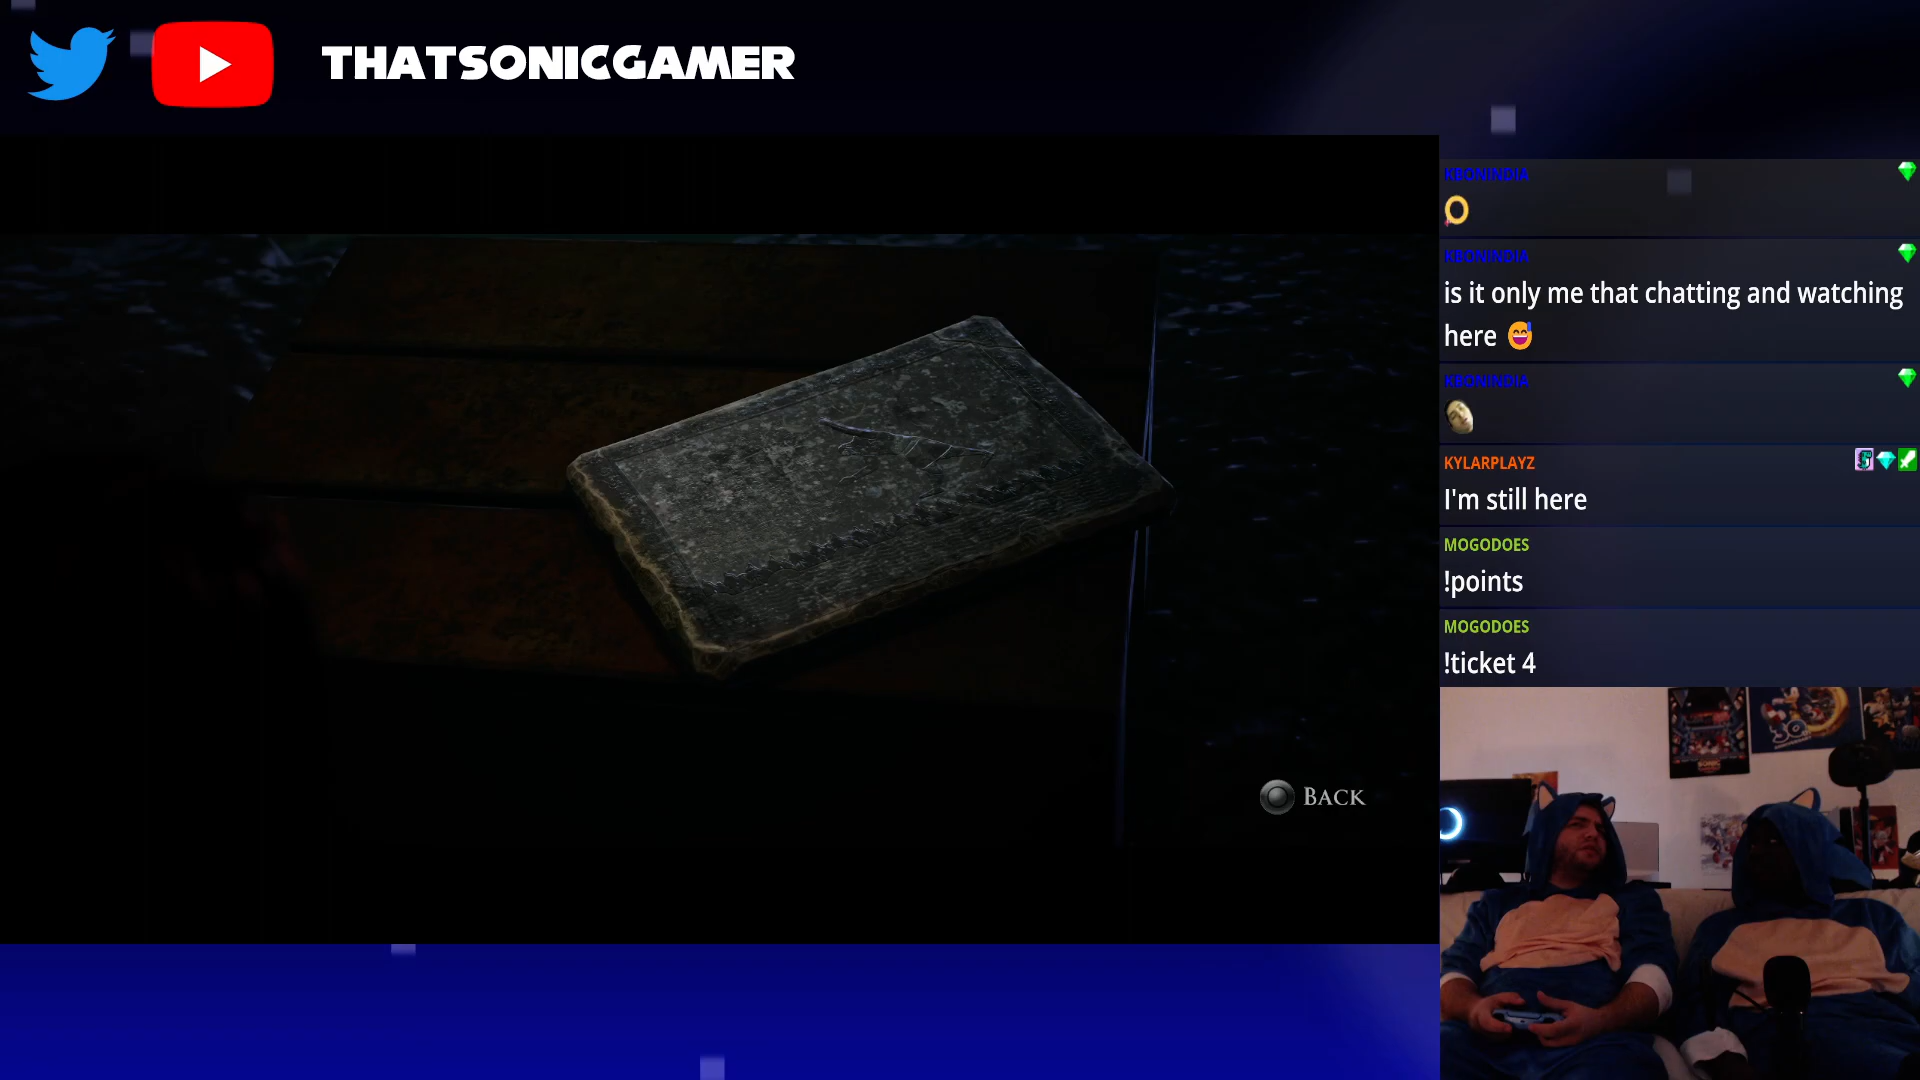 THATSONICGAMER
KBONINDIA
KBONINDIA
is it only me that chatting and watching
here 😅
KBONINDIA
KYLARPLAYZ
I'm still here
MOGODOES
!points
MOGODOES
!ticket 4
BACK